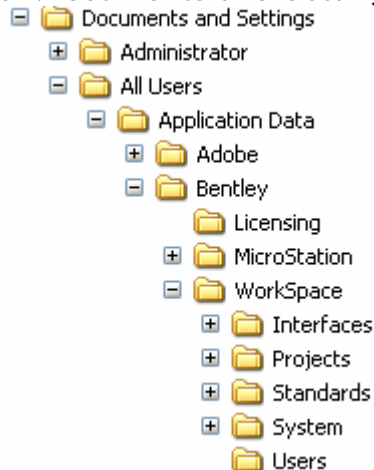 Documents and Settings
Administrator
All Users
Application Data
Adobe
Bentley
Licensing
MicroStation
WorkSpace
Interfaces
Projects
Standards
System
Users